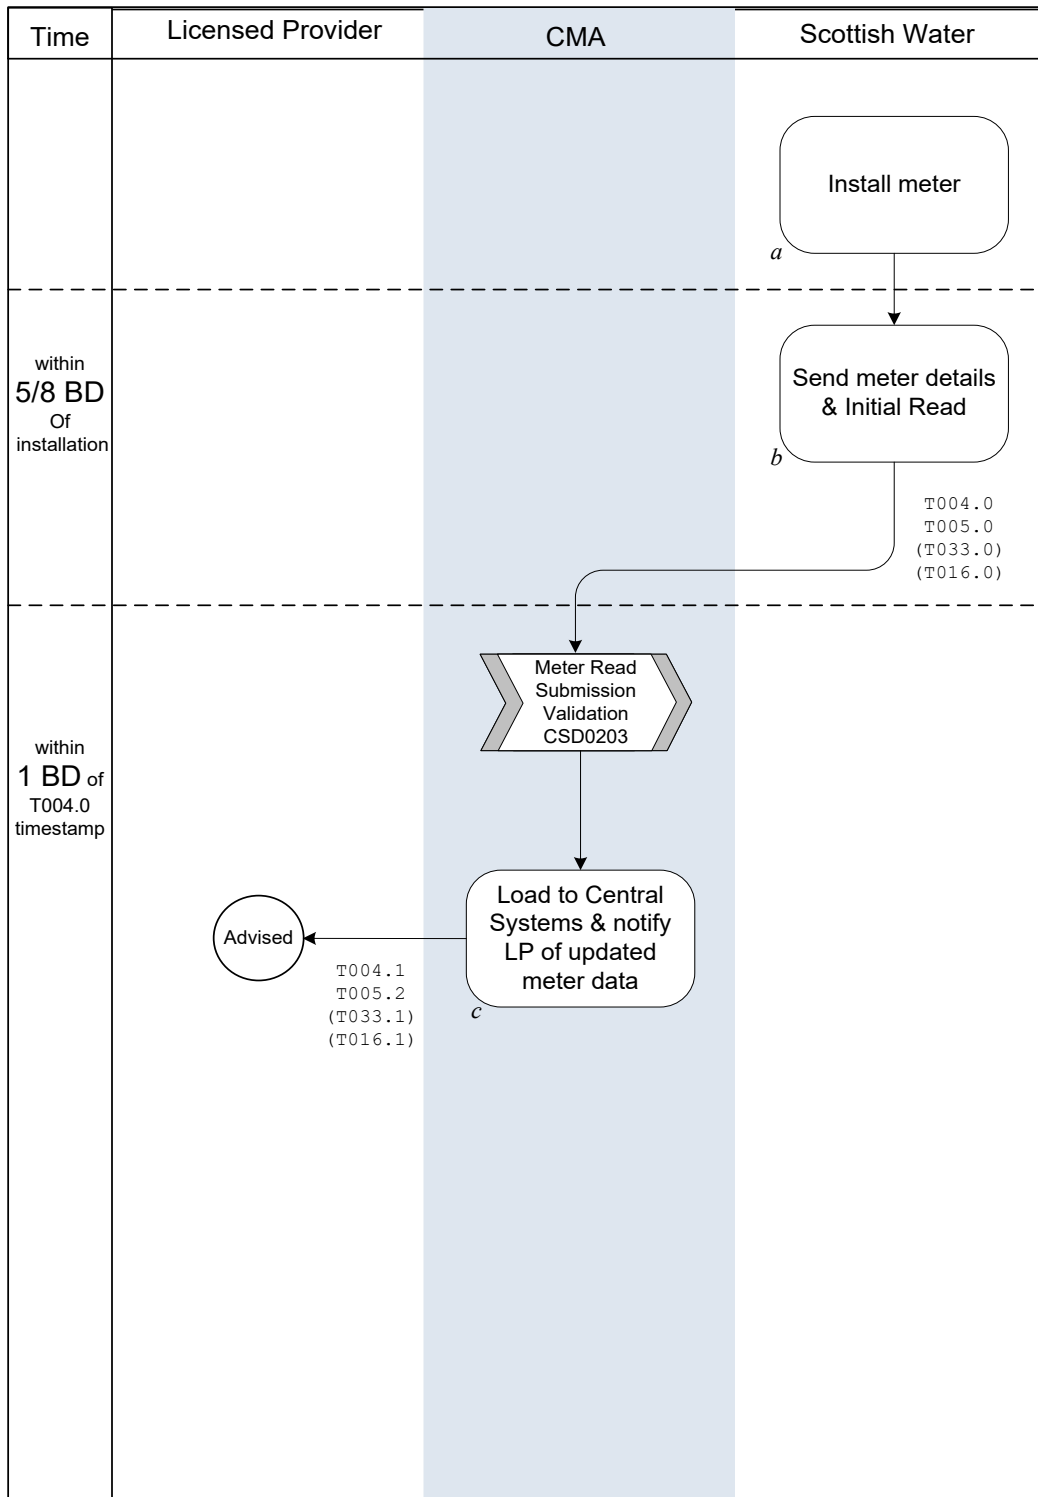 Time
Licensed Provider
CMA
Scottish Water
Install meter
a
within
5/8 BD
Of
installation
Send meter details
& Initial Read
b
T004.0
T005.0
(T033.0)
(T016.0)
within
1 BD of
T004.0
timestamp
Meter Read
Submission
Validation
CSD0203
Load to Central
Systems & notify
LP of updated
meter data
c
Advised
T004.1
T005.2
(T033.1)
(T016.1)